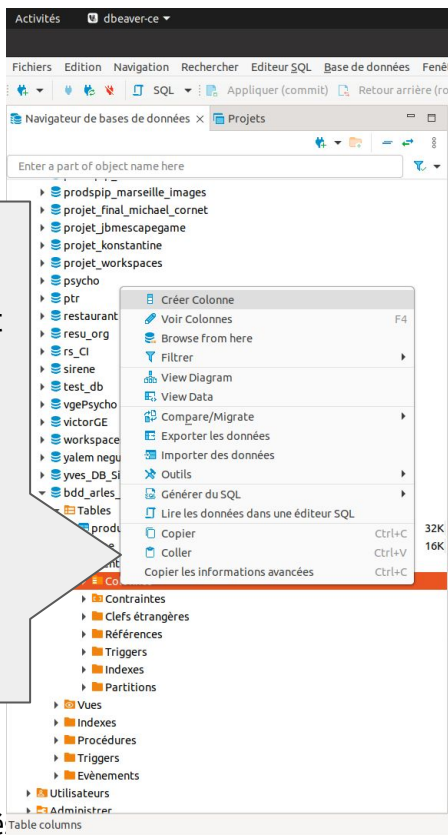 Activités dbeaver-ce
Fichiers Edition Navigation Rechercher Editeur SQL Base de données Fenê
SQL Appliquer (commit) Retour arrière (ro
Navigateur de bases de données Projets
Enter a part of object name here
prodspip_marseille_images
projet_final_michael_cornet
projet_jbmescapegame
projet_konstantine
projet_workspaces
psycho
ptr
restaurant
resu_org
rs_CI
sirene
test_db
vgePsycho
victorGE
workspace
yalem negu
yves_DB_Si
bdd_arles_
Tables
produ
32K
16K
Créer Colonne
Voir Colonnes F4
Browse from here
Filtrer
View Diagram
View Data
Compare/Migrate
Exporter les données
Importer des données
Outils
Générer du SQL
Lire les données dans une éditeur SQL
Copier Ctrl+C
Coller Ctrl+V
Copier les informations avancées Ctrl+C
Contraintes
Clefs étrangères
Références
Triggers
Indexes
Partitions
Vues
Indexes
Procédures
Triggers
Evènements
Utilisateurs
Administrer
Table columns